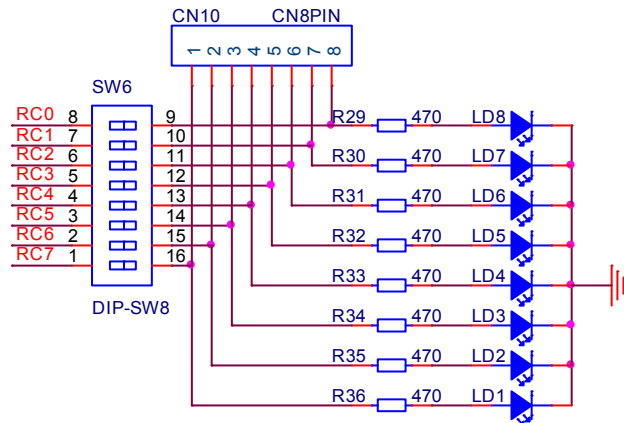 CN10 CN8PIN
1 2 3 4 5 6 7 8
SW6
RC0 8 9 R29 470 LD8
RC1 7 10
RC2 6 11 R30 470 LD7
RC3 5 12
RC4 4 13 R31 470 LD6
RC5 3 14
RC6 2 15 R32 470 LD5
RC7 1 16
R33 470 LD4
DIP-SW8
R34 470 LD3
R35 470 LD2
R36 470 LD1